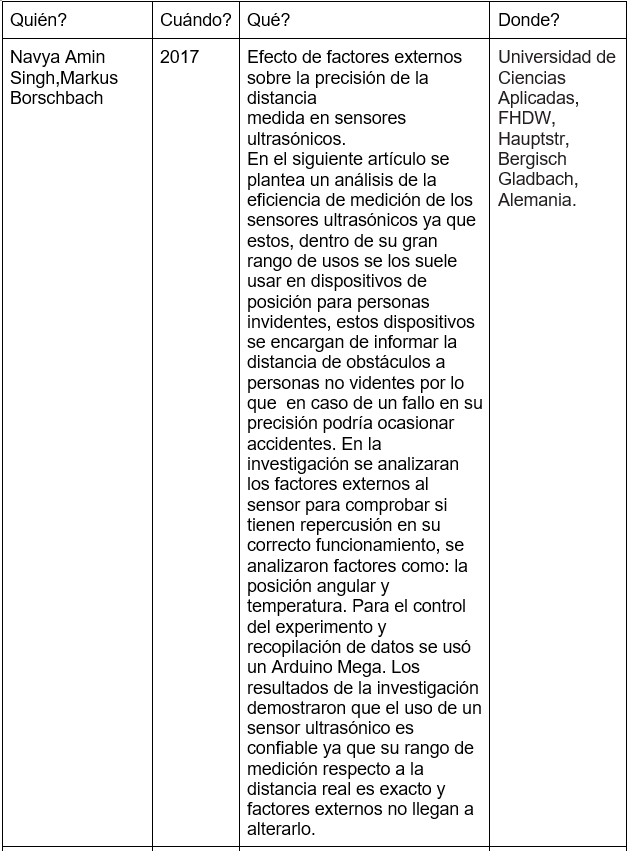 Quién?
Cuándo?
Qué?
Donde?
Navya Amin
Singh,Markus
Borschbach
2017
Efecto de factores externos
sobre la precisión de la
distancia
medida en sensores
ultrasónicos.
En el siguiente artículo se
plantea un análisis de la
eficiencia de medición de los
sensores ultrasónicos ya que
estos, dentro de su gran
rango de usos se los suele
usar en dispositivos de
posición para personas
invidentes, estos dispositivos
se encargan de informar la
distancia de obstáculos a
personas no videntes por lo
que  en caso de un fallo en su
precisión podría ocasionar
accidentes. En la
investigación se analizaran
los factores externos al
sensor para comprobar si
tienen repercusión en su
correcto funcionamiento, se
analizaron factores como: la
posición angular y
temperatura. Para el control
del experimento y
recopilación de datos se usó
un Arduino Mega. Los
resultados de la investigación
demostraron que el uso de un
sensor ultrasónico es
confiable ya que su rango de
medición respecto a la
distancia real es exacto y
factores externos no llegan a
alterarlo.
Universidad de
Ciencias
Aplicadas,
FHDW,
Hauptstr,
Bergisch
Gladbach,
Alemania.